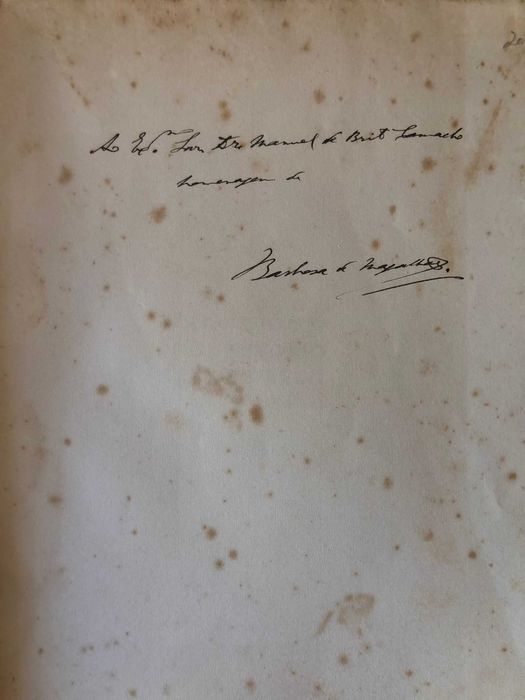 Ao Ex.mo Snr. Dr. Manuel de Brito Camacho
homenagem de
Barbosa de Magalhães.